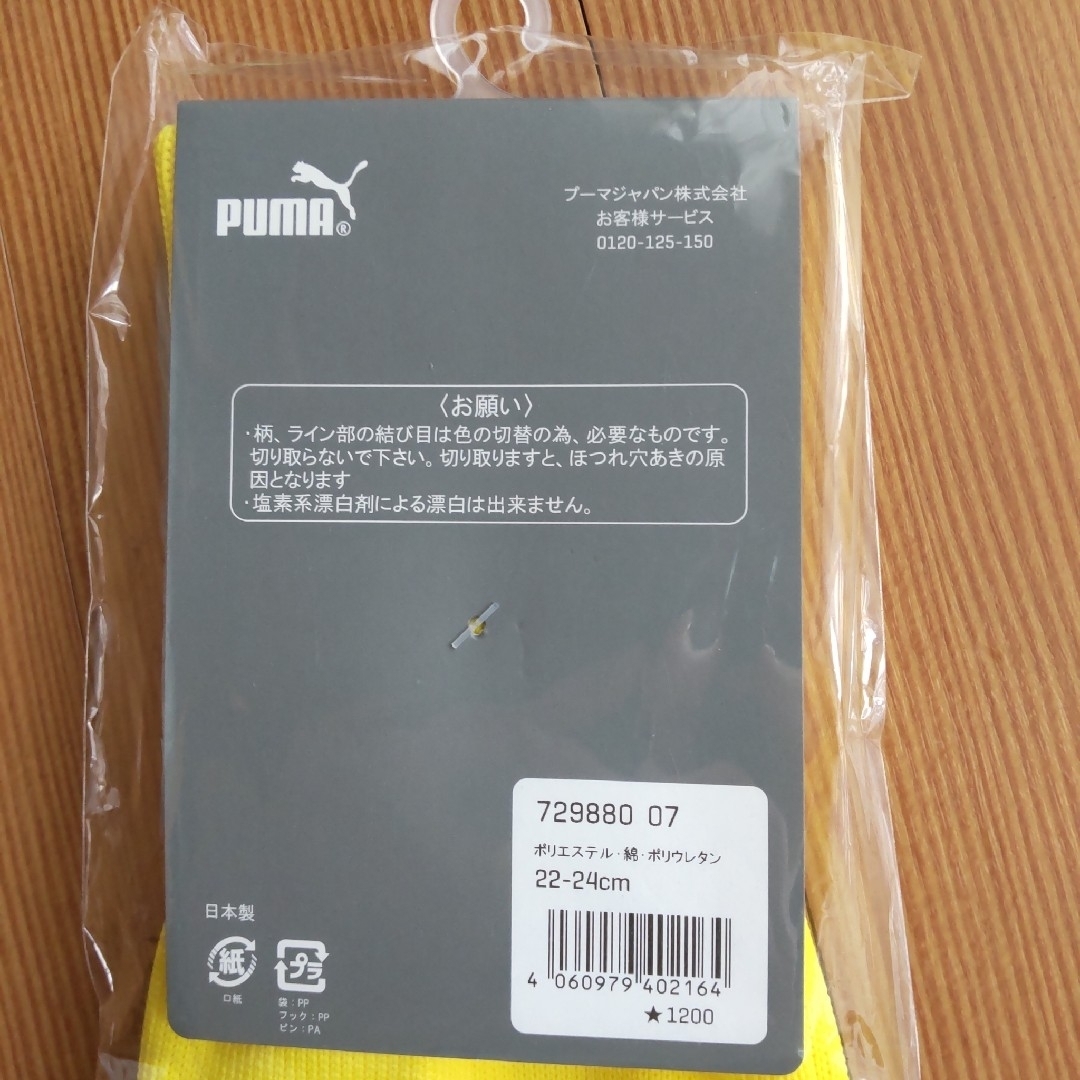 PUMA®
プーマジャパン株式会社
お客様サービス
0120-125-150
〈お願い〉
・柄、ライン部の結び目は色の切替の為、必要なものです。
切り取らないで下さい。切り取りますと、ほつれ穴あきの原
因となります
・塩素系漂白剤による漂白は出来ません。
729880 07
ポリエステル・綿・ポリウレタン
22-24cm
4 060979 402164
★1200
日本製
紙
プラ
口紙
袋：PP
フック：PP
ピン：PA